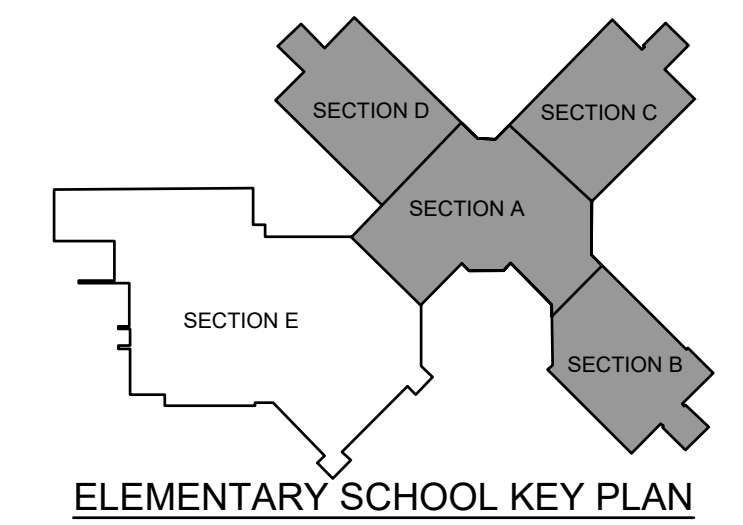 SECTION D
SECTION C
SECTION A
SECTION E
SECTION B
ELEMENTARY SCHOOL KEY PLAN